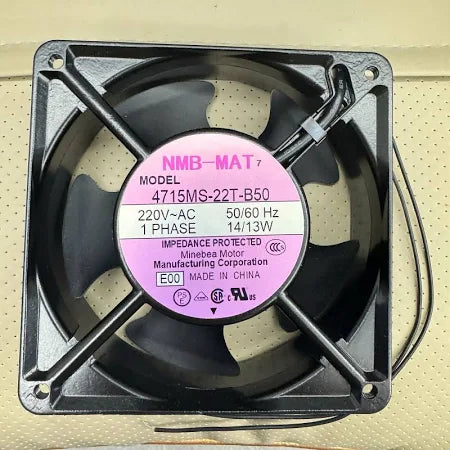 NMB-MAT 7
MODEL
4715MS-22T-B50
220V~AC 50/60 Hz
1 PHASE 14/13W
IMPEDANCE PROTECTED
Minebea Motor
Manufacturing Corporation
E00 MADE IN CHINA